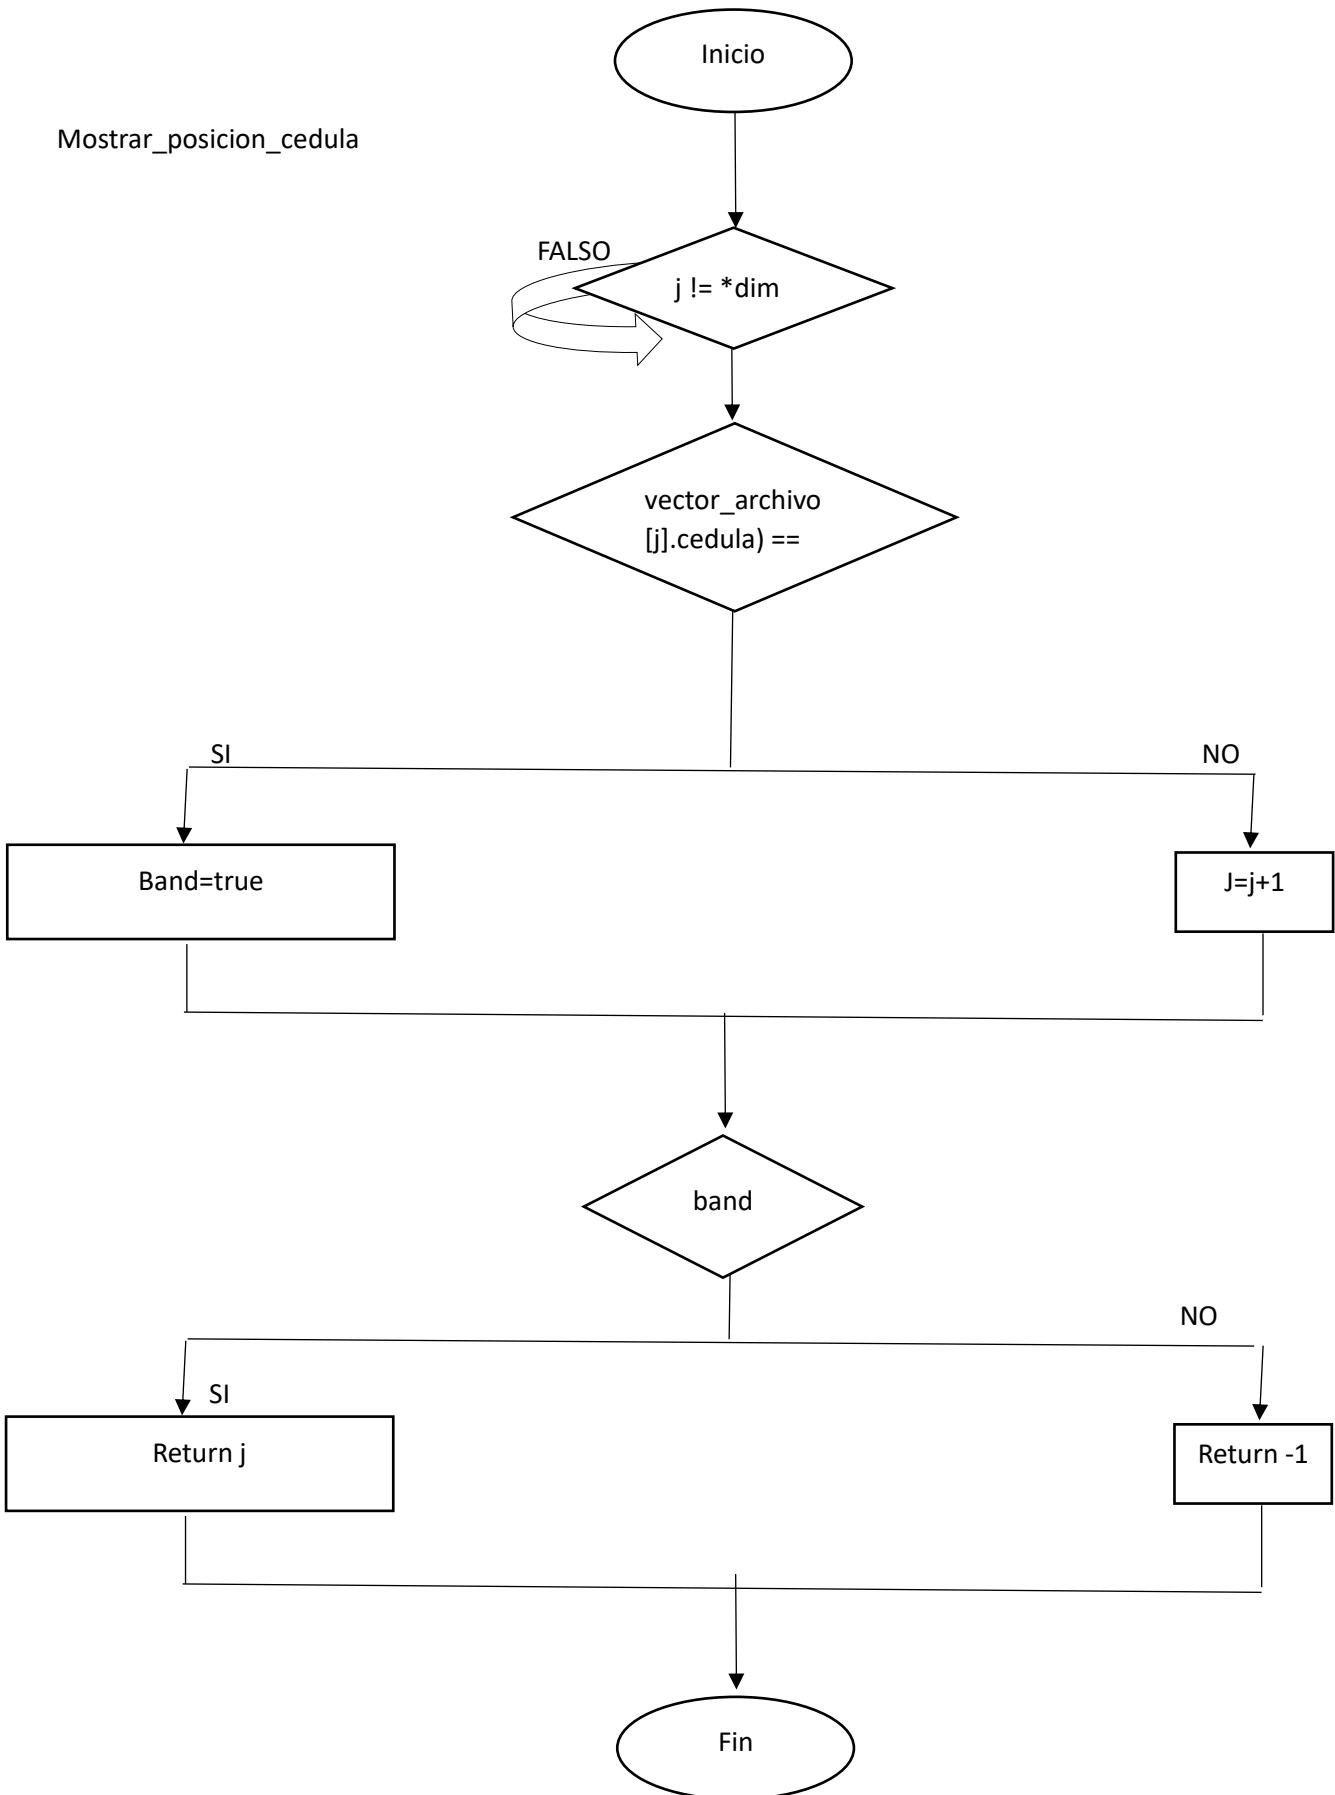 Inicio
Mostrar_posicion_cedula
FALSO
j != *dim
vector_archivo
[j].cedula) ==
SI
NO
Band=true
J=j+1
band
NO
SI
Return j
Return -1
Fin